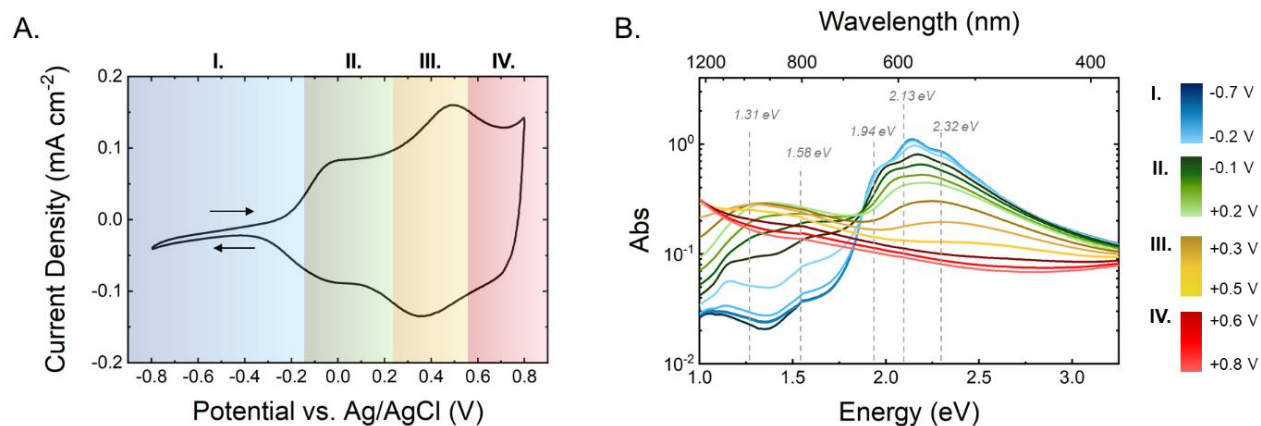 A.
I. II. III. IV.
0.2
0.1
0.0
-0.1
-0.2
Current Density (mA cm⁻²)
-0.8 -0.6 -0.4 -0.2 0.0 0.2 0.4 0.6 0.8
Potential vs. Ag/AgCl (V)
B.
Wavelength (nm)
1200 800 600 400
1.31 eV
1.58 eV
1.94 eV
2.13 eV
2.32 eV
10⁰
10⁻¹
10⁻²
Abs
1.0 1.5 2.0 2.5 3.0
Energy (eV)
I. -0.7 V
-0.2 V
II. -0.1 V
+0.2 V
III. +0.3 V
+0.5 V
IV. +0.6 V
+0.8 V